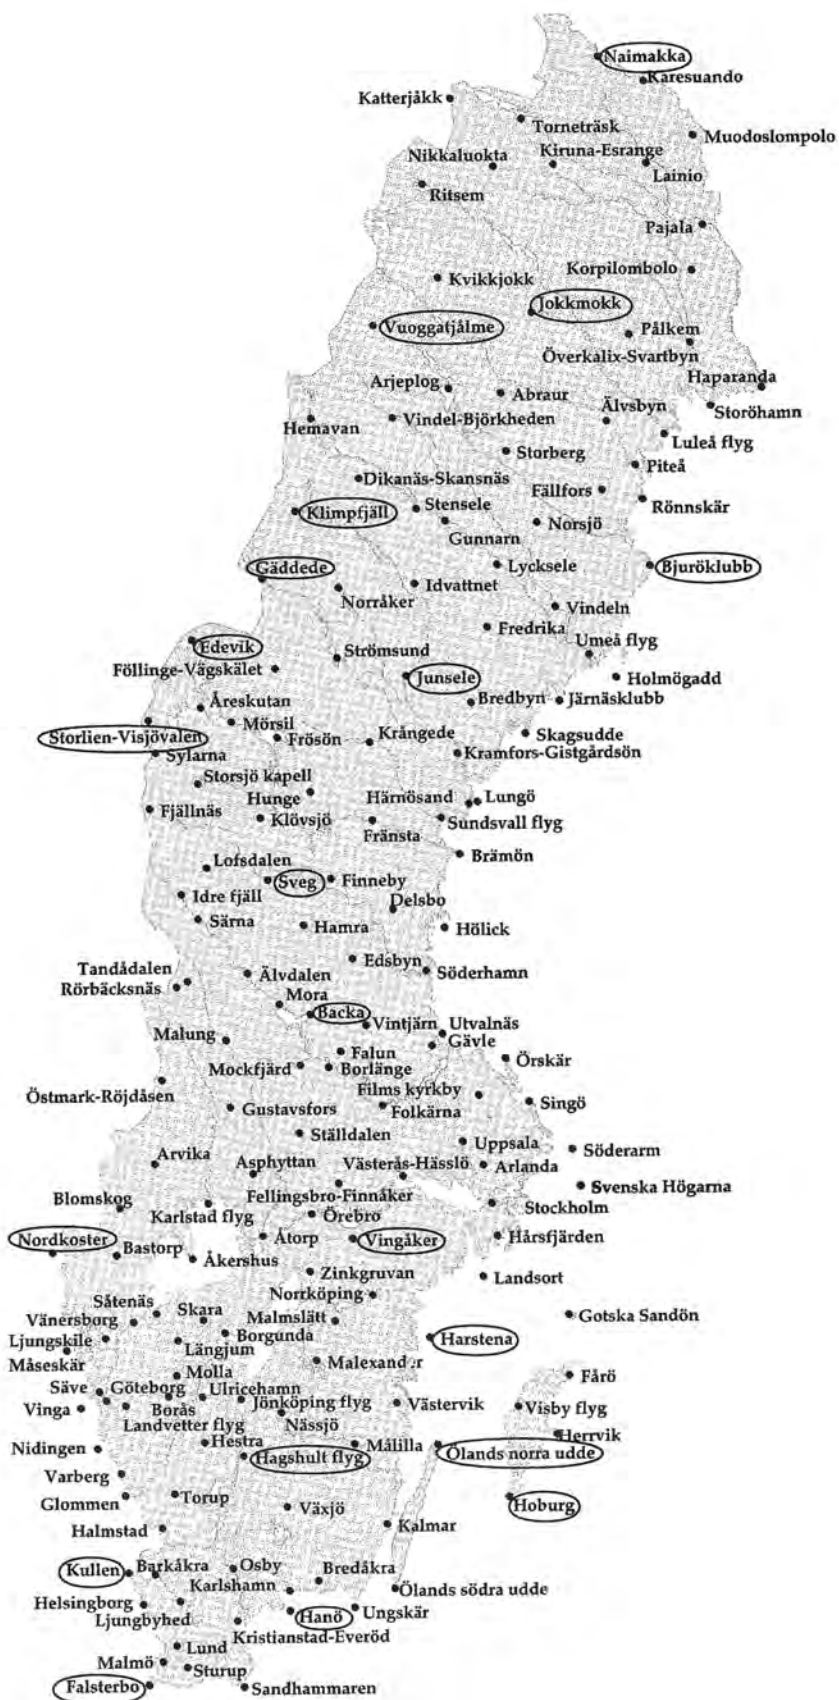 Naimakka
Karesuando
Katterjåkk
Torneträsk
Muodoslompolo
Nikkaluokta
Kiruna-Esrange
Lainio
Ritsem
Pajala
Korpilombolo
Kvikkjokk
Jokkmokk
Vuoggatjålme
Pålkem
Överkalix-Svartbyn
Haparanda
Arjeplog
Abraur
Storöhamn
Älvsbyn
Hemavan
Vindel-Björkheden
Luleå flyg
Storberg
Piteå
Dikanäs-Skansnäs
Fällfors
Rönnskär
Klimpfjäll
Stensele
Norsjö
Gunnarn
Gäddede
Lycksele
Bjuröklubb
Idvattnet
Norråker
Vindeln
Fredrika
Umeå flyg
Edevik
Strömsund
Föllinge-Vägskälet
Junsele
Holmögadd
Bredbyn
Järnäsklubb
Åreskutan
Mörsil
Storlien-Visjövalen
Frösön
Krångede
Skagsudde
Sylarna
Kramfors-Gistgårdsön
Storsjö kapell
Hunge
Härnösand
Lungö
Fjällnäs
Klövsjö
Fränsta
Sundsvall flyg
Brämön
Lofsdalen
Sveg
Finneby
Idre fjäll
Delsbo
Särna
Hamra
Hölick
Edsbyn
Tandådalen
Älvdalen
Söderhamn
Rörbäcksnäs
Mora
Backa
Vintjärn
Utvalnäs
Malung
Gävle
Falun
Örskär
Mockfjärd
Borlänge
Films kyrkby
Östmark-Röjdåsen
Gustavsfors
Folkärna
Singö
Ställdalen
Uppsala
Söderarm
Arvika
Asphyttan
Västerås-Hässlö
Arlanda
Svenska Högarna
Blomskog
Fellingsbro-Finnåker
Karlstad flyg
Örebro
Stockholm
Nordkoster
Åtorp
Vingåker
Hårsfjärden
Bastorp
Åkershus
Zinkgruvan
Landsort
Norrköping
Såtenäs
Skara
Malmslätt
Gotska Sandön
Vänersborg
Borgunda
Harstena
Ljungskile
Längjum
Måseskär
Malexander
Molla
Fårö
Säve
Göteborg
Ulricehamn
Jönköping flyg
Västervik
Visby flyg
Vinga
Borås
Landvetter flyg
Nässjö
Herrvik
Nidingen
Hestra
Målilla
Ölands norra udde
Hagshult flyg
Varberg
Glommen
Torup
Växjö
Hoburg
Halmstad
Kalmar
Kullen
Barkåkra
Osby
Bredåkra
Karlshamn
Ölands södra udde
Helsingborg
Ljungbyhed
Hanö
Ungskär
Kristianstad-Everöd
Lund
Malmö
Sturup
Falsterbo
Sandhammaren